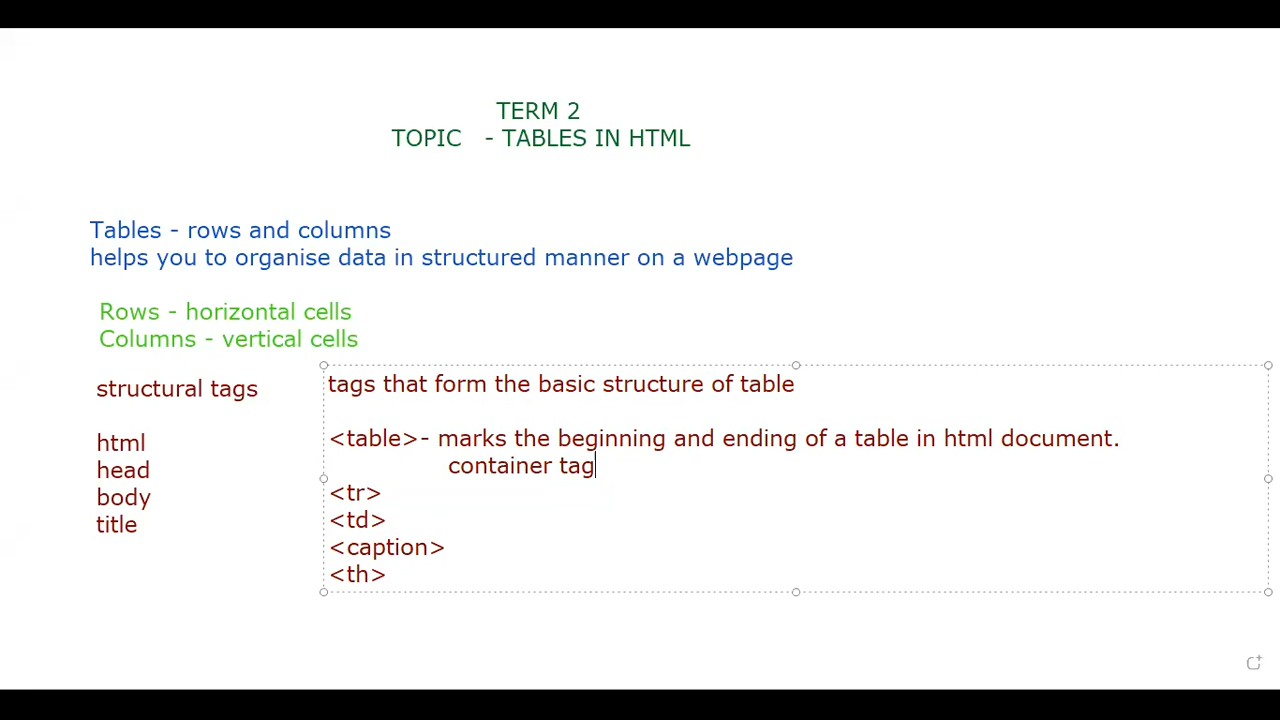 TERM 2
TOPIC - TABLES IN HTML
Tables - rows and columns
helps you to organise data in structured manner on a webpage
Rows - horizontal cells
Columns - vertical cells
structural tags
html
head
body
title
tags that form the basic structure of table
<table>- marks the beginning and ending of a table in html document.
container tag
<tr>
<td>
<caption>
<th>